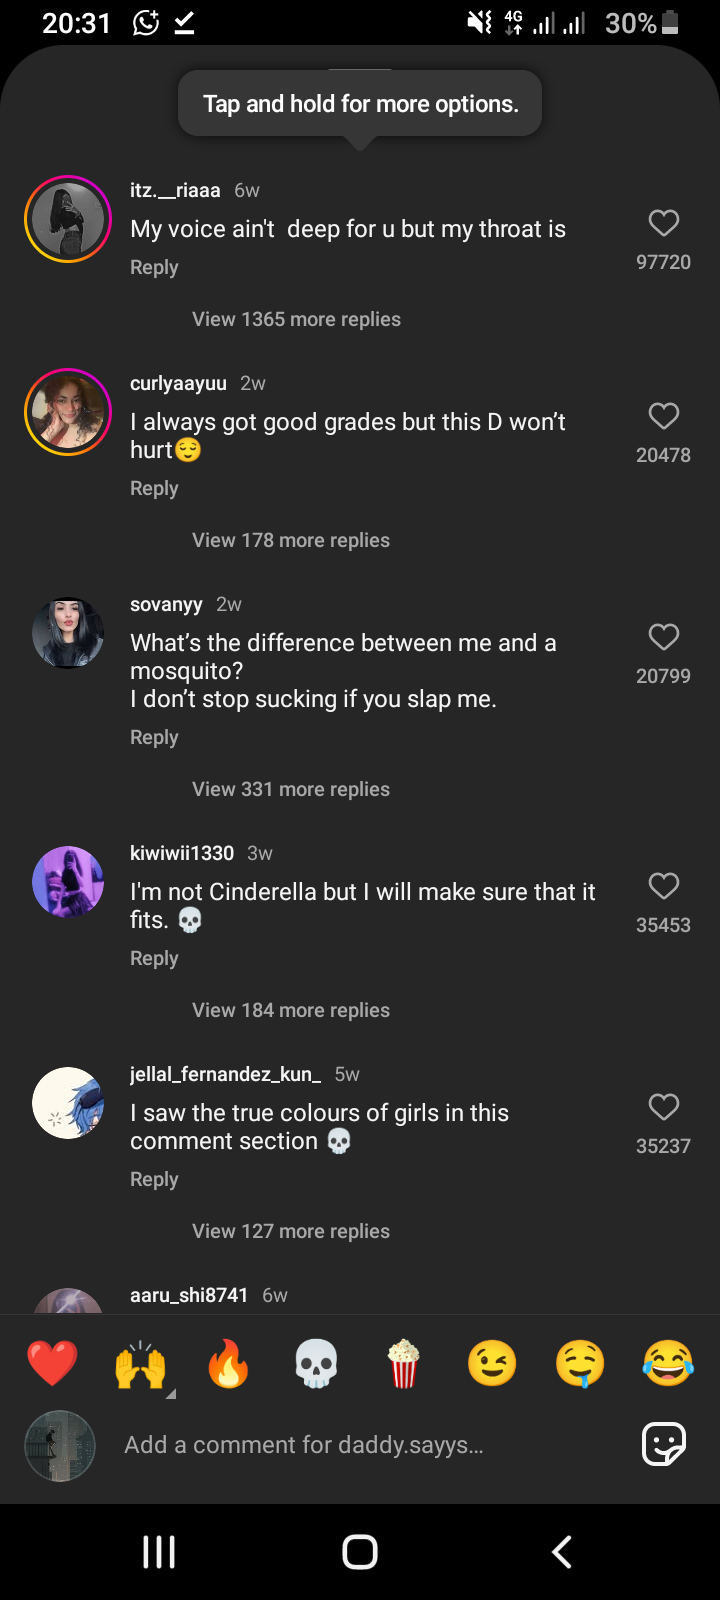 20:31 4G 30%
Tap and hold for more options.
itz.__riaaa 6w
My voice ain't  deep for u but my throat is
97720
Reply
View 1365 more replies
curlyaayuu 2w
I always got good grades but this D won’t
hurt😌
20478
Reply
View 178 more replies
sovanyy 2w
What’s the difference between me and a
mosquito?
20799
I don’t stop sucking if you slap me.
Reply
View 331 more replies
kiwiwii1330 3w
I'm not Cinderella but I will make sure that it
fits. 💀
35453
Reply
View 184 more replies
jellal_fernandez_kun_ 5w
I saw the true colours of girls in this
comment section 💀
35237
Reply
View 127 more replies
aaru_shi8741 6w
❤️ 🙌 🔥 💀 🍿 😉 🤤 😂
Add a comment for daddy.sayys...